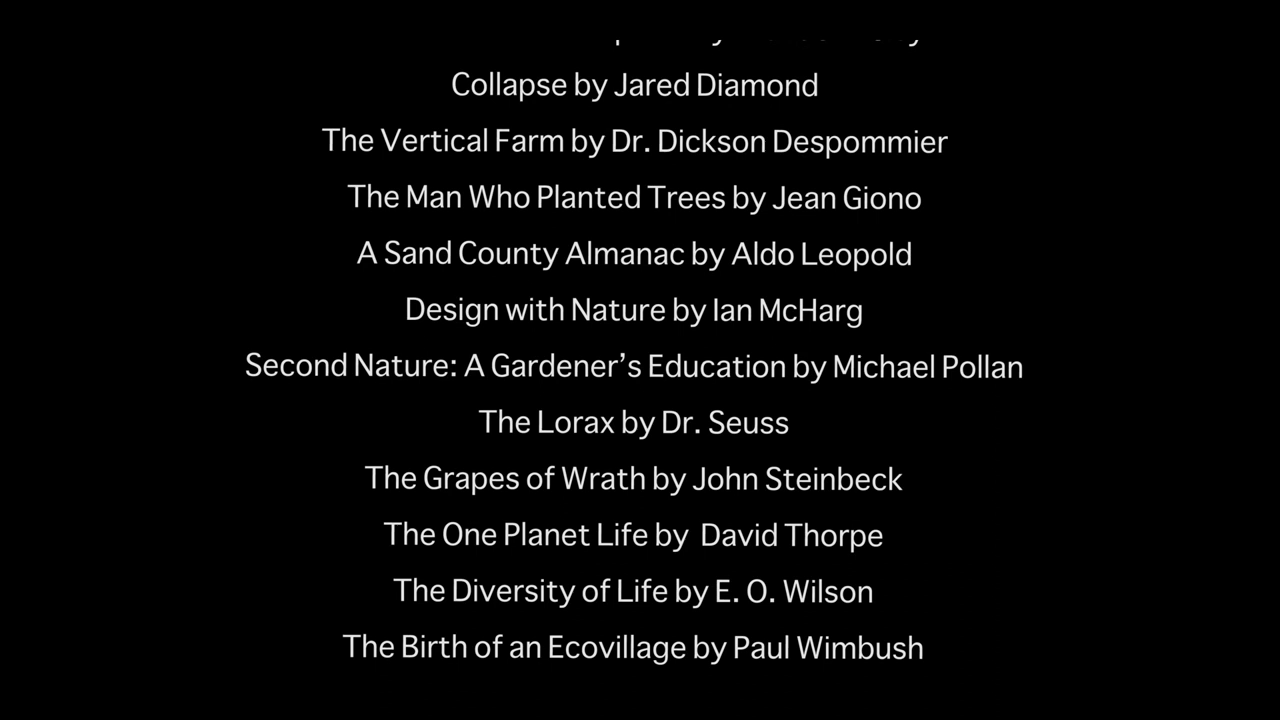 Collapse by Jared Diamond
The Vertical Farm by Dr. Dickson Despommier
The Man Who Planted Trees by Jean Giono
A Sand County Almanac by Aldo Leopold
Design with Nature by Ian McHarg
Second Nature: A Gardener’s Education by Michael Pollan
The Lorax by Dr. Seuss
The Grapes of Wrath by John Steinbeck
The One Planet Life by  David Thorpe
The Diversity of Life by E. O. Wilson
The Birth of an Ecovillage by Paul Wimbush